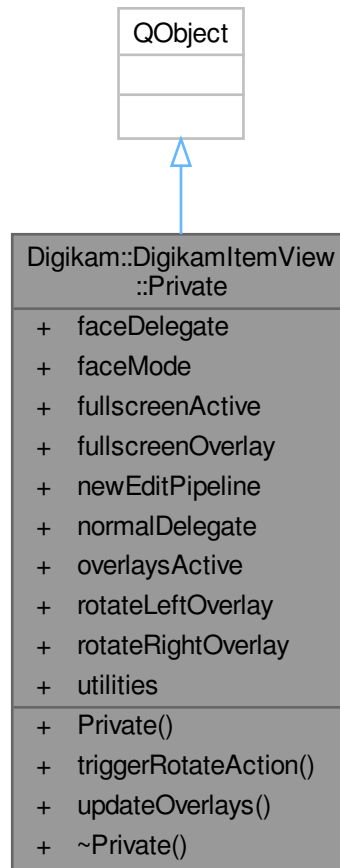 QObject
Digikam::DigikamItemView
::Private
+ faceDelegate
+ faceMode
+ fullscreenActive
+ fullscreenOverlay
+ newEditPipeline
+ normalDelegate
+ overlaysActive
+ rotateLeftOverlay
+ rotateRightOverlay
+ utilities
+ Private()
+ triggerRotateAction()
+ updateOverlays()
+ ~Private()